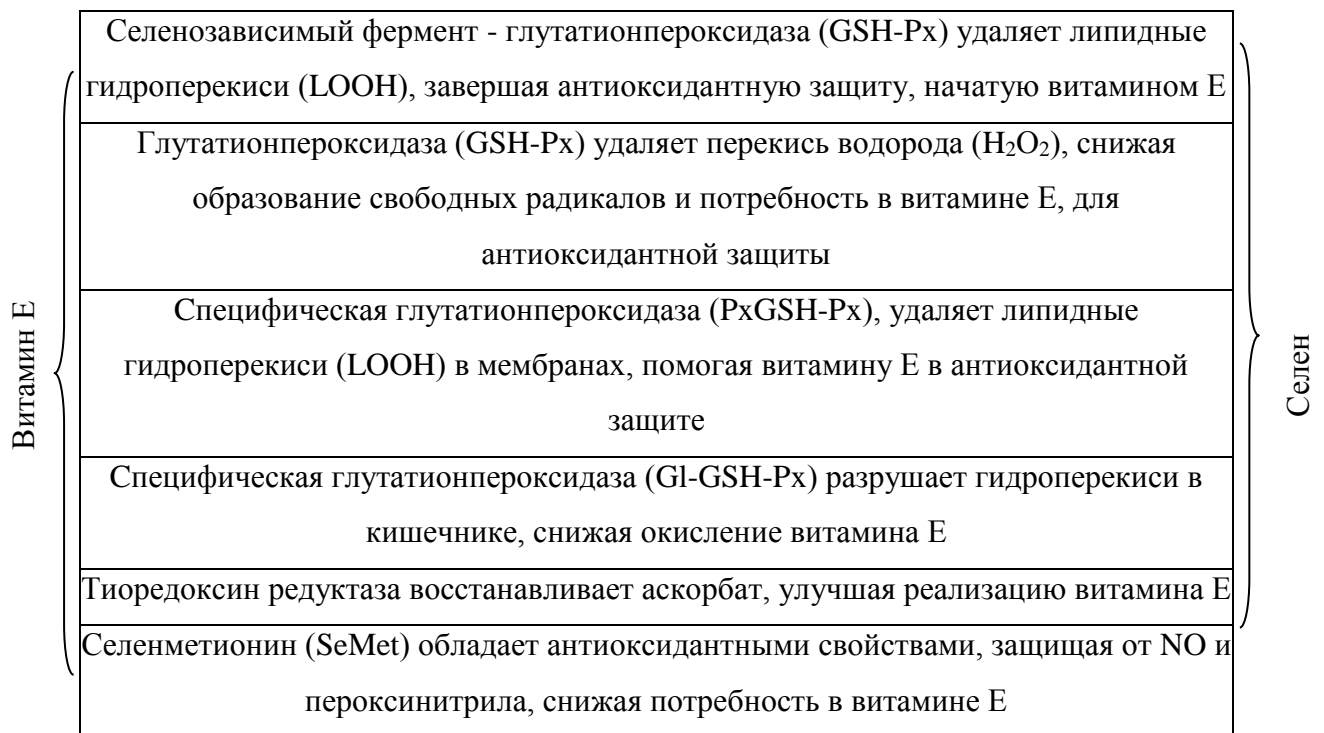 Селенозависимый фермент - глутатионпероксидаза (GSH-Px) удаляет липидные
гидроперекиси (LOOH), завершая антиоксидантную защиту, начатую витамином Е
Глутатионпероксидаза (GSH-Px) удаляет перекись водорода (H₂O₂), снижая
образование свободных радикалов и потребность в витамине Е, для
антиоксидантной защиты
Специфическая глутатионпероксидаза (PxGSH-Px), удаляет липидные
гидроперекиси (LOOH) в мембранах, помогая витамину Е в антиоксидантной
защите
Специфическая глутатионпероксидаза (Gl-GSH-Px) разрушает гидроперекиси в
кишечнике, снижая окисление витамина Е
Тиоредоксин редуктаза восстанавливает аскорбат, улучшая реализацию витамина Е
Селенметионин (SeMet) обладает антиоксидантными свойствами, защищая от NO и
пероксинитрила, снижая потребность в витамине Е
Витамин Е
Селен